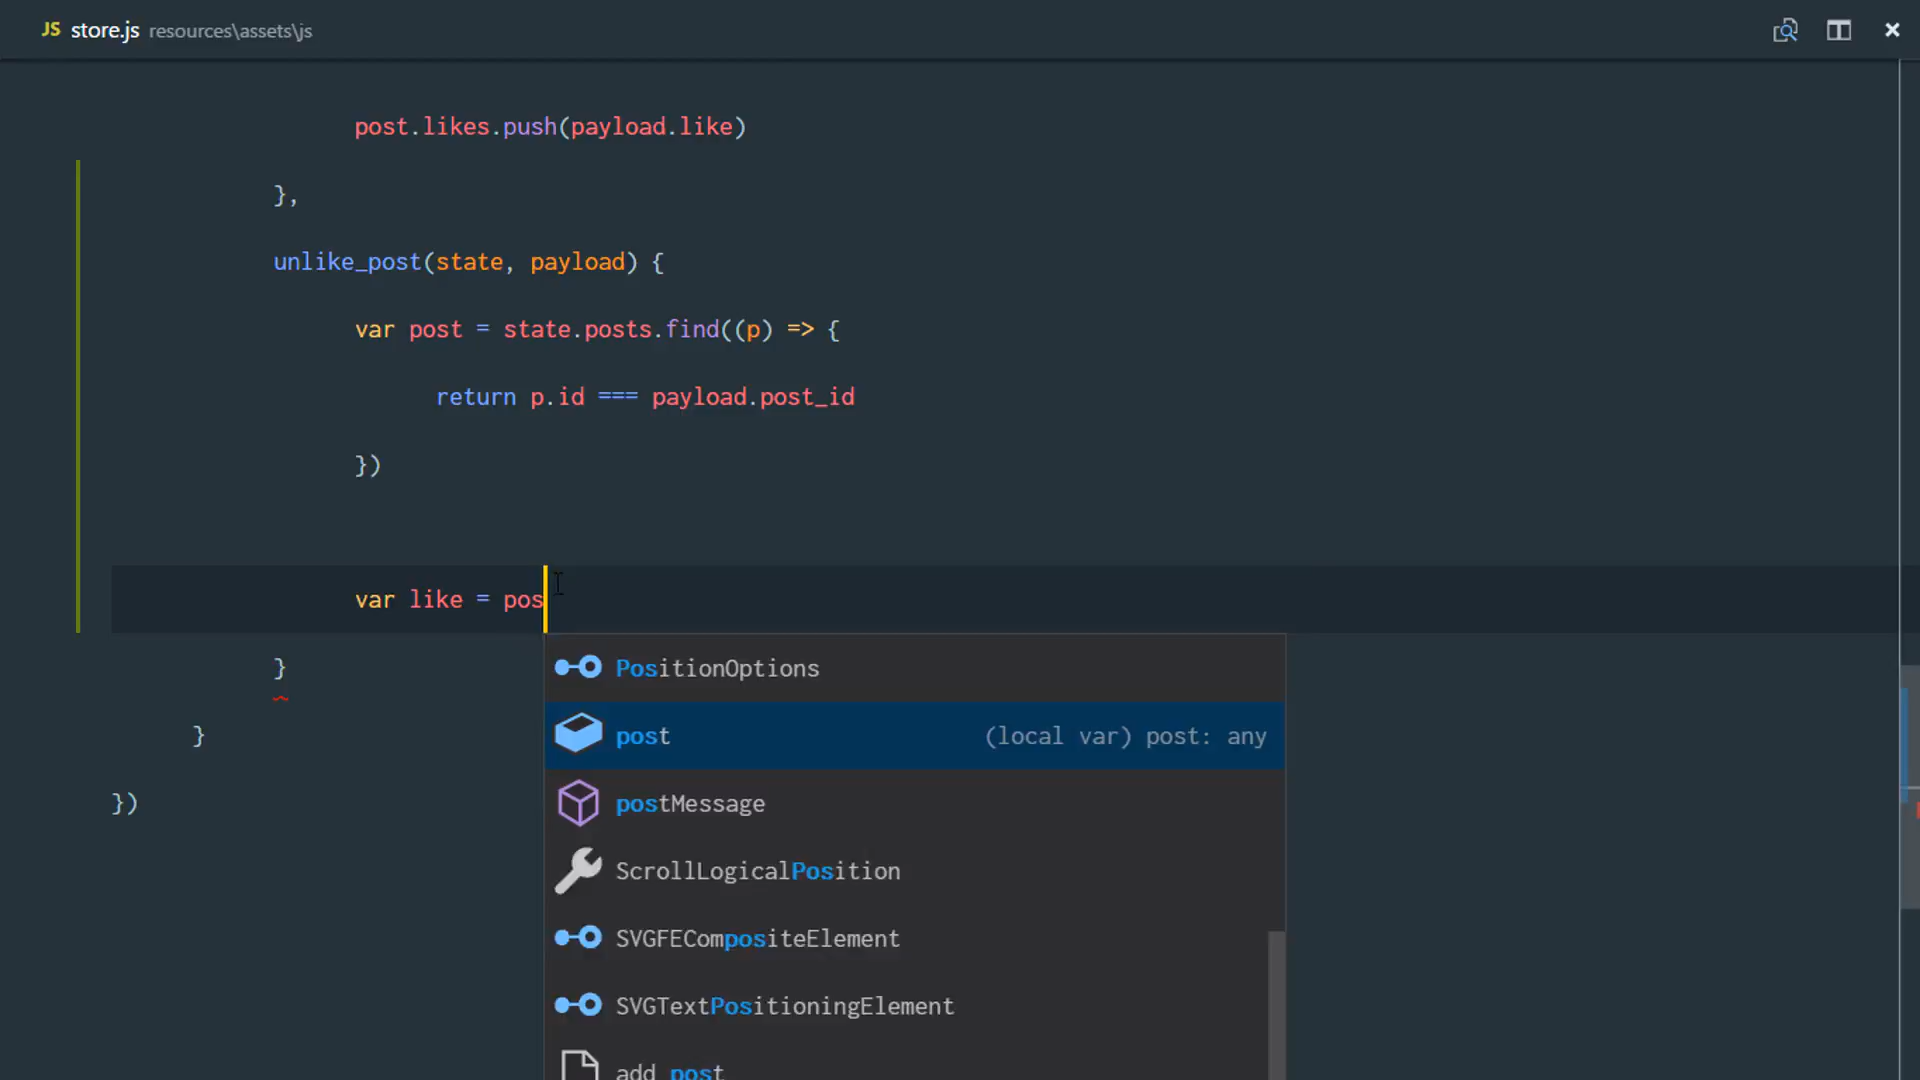 JS store.js resources\assets\js
post.likes.push(payload.like)
},
unlike_post(state, payload) {
var post = state.posts.find((p) => {
return p.id === payload.post_id
})
var like = pos
PositionOptions
}
post (local var) post: any
}
postMessage
})
ScrollLogicalPosition
SVGFECompositeElement
SVGTextPositioningElement
add_post